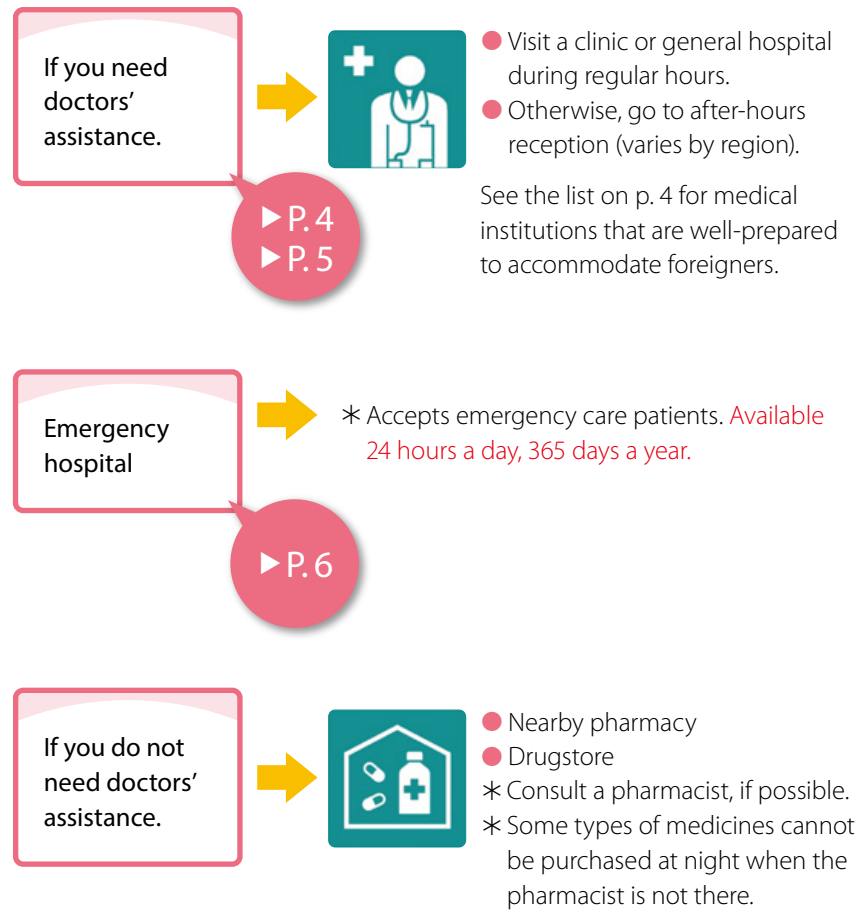 If you need
doctors'
assistance.
▶P. 4
▶P. 5
● Visit a clinic or general hospital
during regular hours.
● Otherwise, go to after-hours
reception (varies by region).
See the list on p. 4 for medical
institutions that are well-prepared
to accommodate foreigners.
Emergency
hospital
▶P. 6
＊Accepts emergency care patients. Available
24 hours a day, 365 days a year.
If you do not
need doctors'
assistance.
● Nearby pharmacy
● Drugstore
＊Consult a pharmacist, if possible.
＊Some types of medicines cannot
be purchased at night when the
pharmacist is not there.